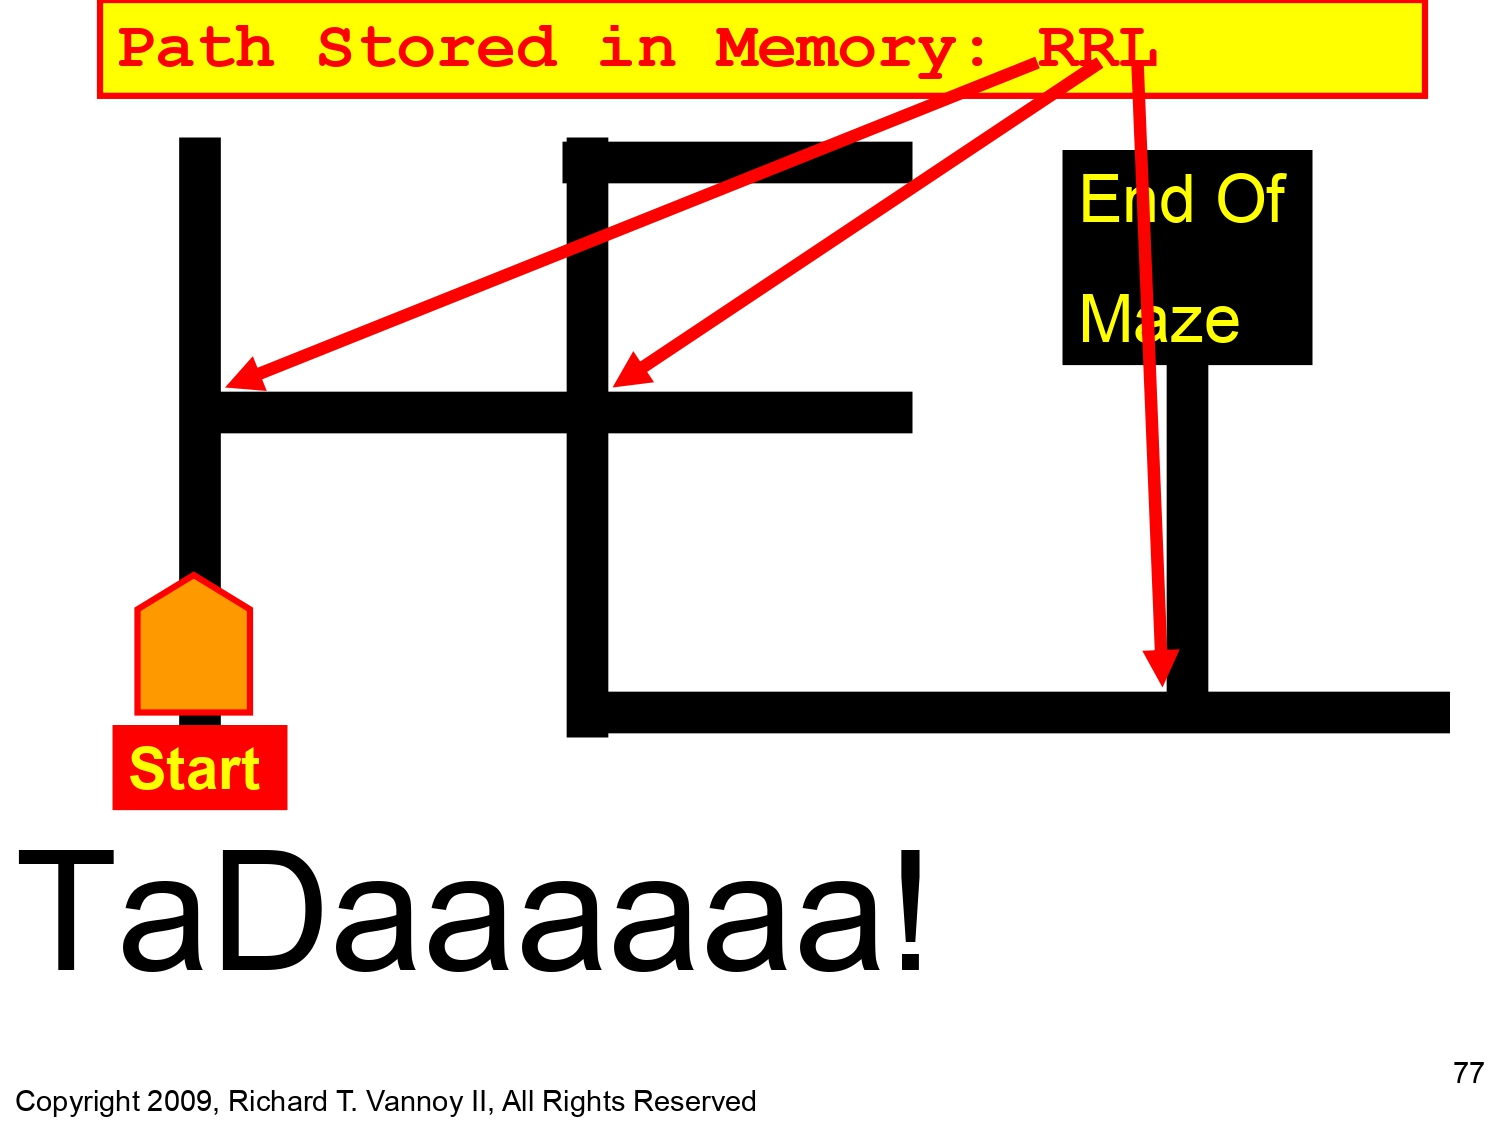 Path Stored in Memory: RRL
End Of
Maze
Start
TaDaaaaaa!
77
Copyright 2009, Richard T. Vannoy II, All Rights Reserved